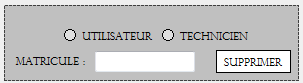 UTILISATEUR TECHNICIEN
MATRICULE : SUPPRIMER